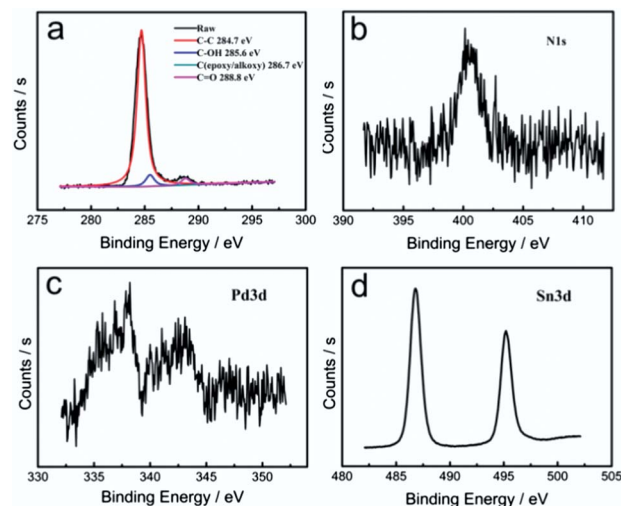 a
Raw
C-C 284.7 eV
C-OH 285.6 eV
C(epoxy/alkoxy) 286.7 eV
C=O 288.8 eV
Counts / s
275 280 285 290 295 300
Binding Energy / eV
b
N1s
Counts / s
390 395 400 405 410
Binding Energy / eV
c
Pd3d
Counts / s
330 335 340 345 350
Binding Energy / eV
d
Sn3d
Counts / s
480 485 490 495 500 505
Binding Energy / eV